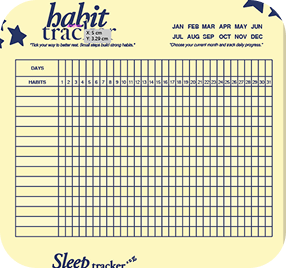 habit
tracker
X: 5 cm
Y: 3.29 cm
"Tick your way to better rest. Small steps build strong habits."
JAN FEB MAR APR MAY JUN
JUL AUG SEP OCT NOV DEC
"Choose your current month and track daily progress."
DAYS
HABITS 1 2 3 4 5 6 7 8 9 10 11 12 13 14 15 16 17 18 19 20 21 22 23 24 25 26 27 28 29 30 31
Sleep tracker